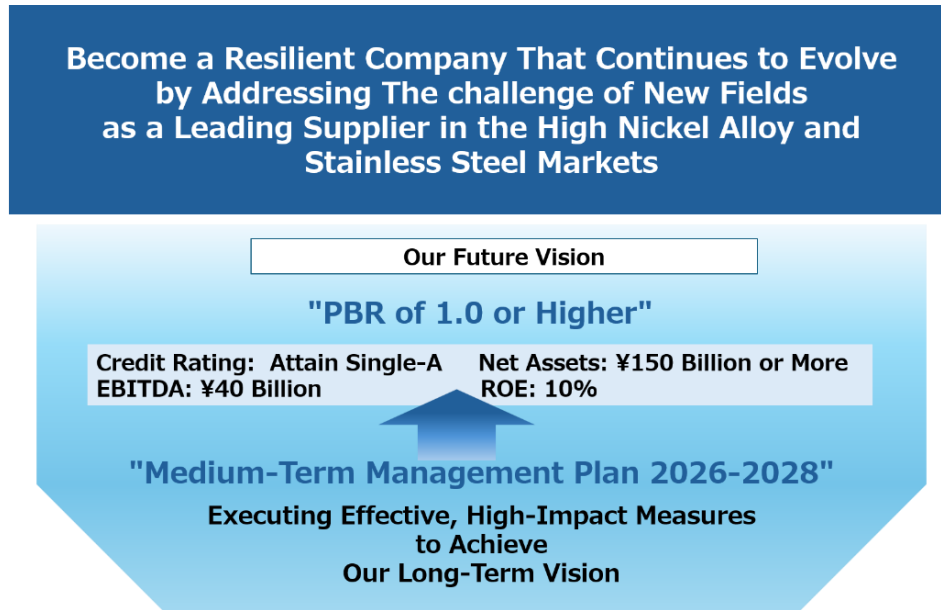 Become a Resilient Company That Continues to Evolve
by Addressing The challenge of New Fields
as a Leading Supplier in the High Nickel Alloy and
Stainless Steel Markets
Our Future Vision
"PBR of 1.0 or Higher"
Credit Rating: Attain Single-A Net Assets: ¥150 Billion or More
EBITDA: ¥40 Billion ROE: 10%
"Medium-Term Management Plan 2026-2028"
Executing Effective, High-Impact Measures
to Achieve
Our Long-Term Vision